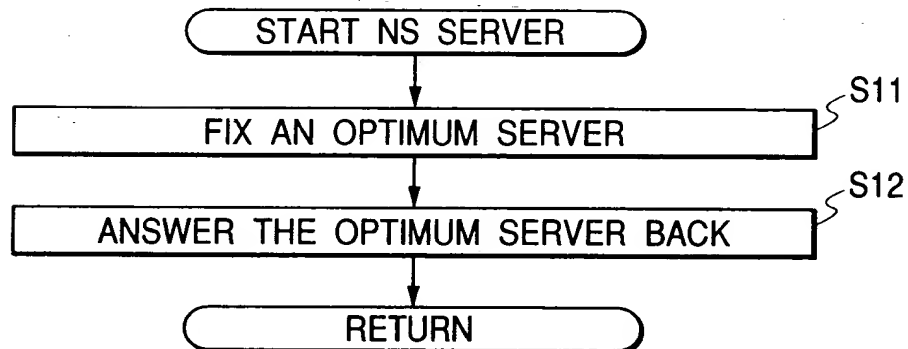 START NS SERVER
S11
FIX AN OPTIMUM SERVER
S12
ANSWER THE OPTIMUM SERVER BACK
RETURN